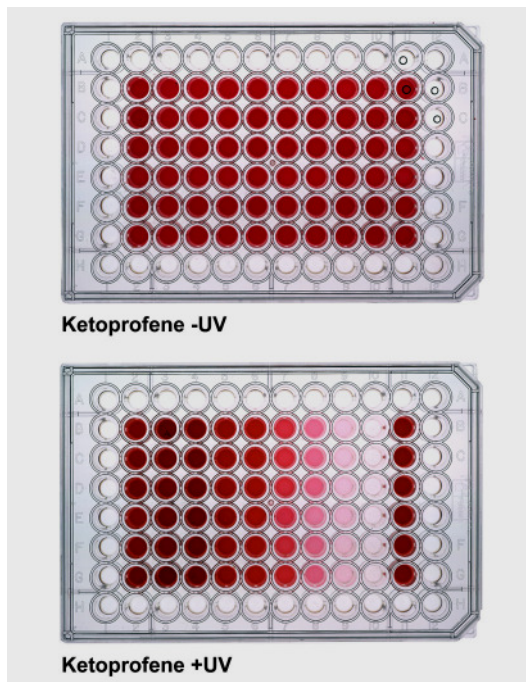 A A
B B
C C
D D
E E
F F
G G
H H
Ketoprofene -UV
A A
B B
C C
D D
E E
F F
G G
H H
Ketoprofene +UV